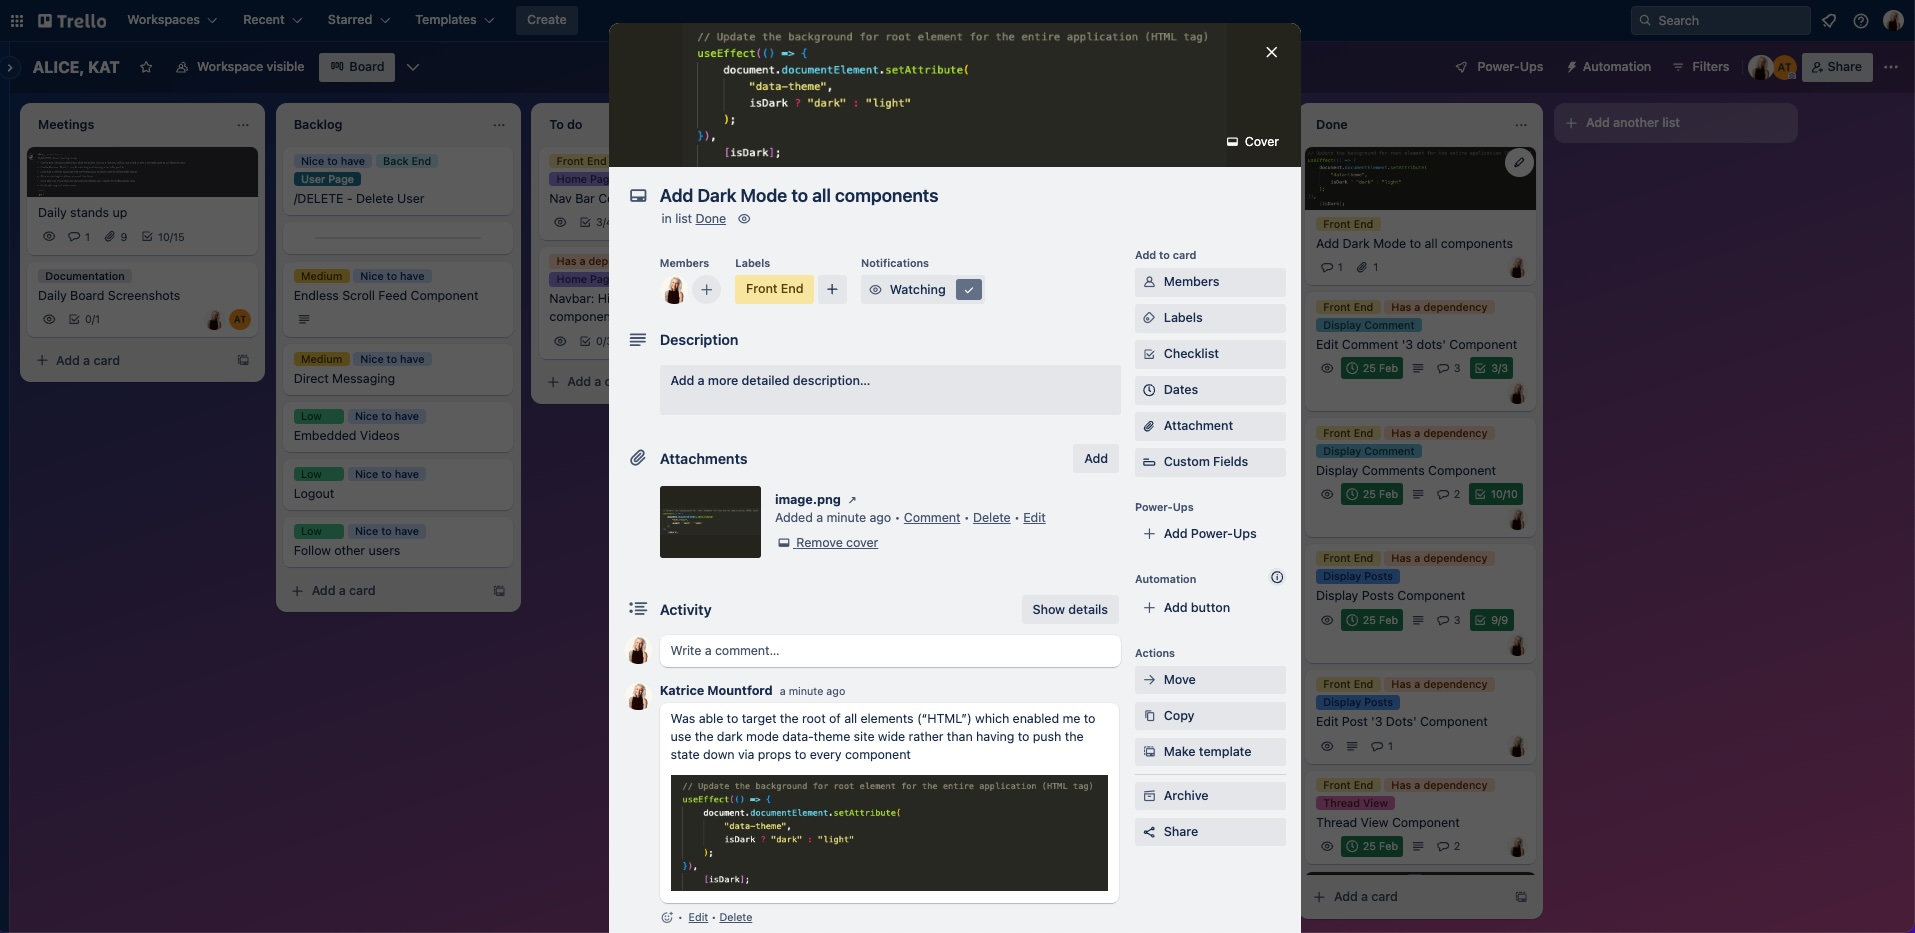 Trello
Workspaces
Recent
Starred
Templates
Create
Search
ALICE, KAT
Workspace visible
Board
Power-Ups
Automation
Filters
AT
Share
Meetings
Daily stands up
1
9
10/15
Documentation
Daily Board Screenshots
0/1
AT
Add a card
Backlog
Nice to have
Back End
User Page
/DELETE - Delete User
Medium
Nice to have
Endless Scroll Feed Component
Medium
Nice to have
Direct Messaging
Low
Nice to have
Embedded Videos
Low
Nice to have
Logout
Low
Nice to have
Follow other users
Add a card
To do
Front End
Home Pag
Nav Bar C
3/
Has a dep
Home Pag
Navbar: Hi
componen
0/
Add a c
// Update the background for root element for the entire application (HTML tag)
useEffect(() => {
document.documentElement.setAttribute(
"data-theme",
isDark ? "dark" : "light"
);
}),
[isDark];
Cover
Add Dark Mode to all components
in list Done
Members
Labels
Notifications
Front End
Watching
Description
Add a more detailed description...
Attachments
Add
image.png
Added a minute ago • Comment • Delete • Edit
Remove cover
Activity
Show details
Write a comment...
Katrice Mountford a minute ago
Was able to target the root of all elements ("HTML") which enabled me to
use the dark mode data-theme site wide rather than having to push the
state down via props to every component
// Update the background for root element for the entire application (HTML tag)
useEffect(() => {
document.documentElement.setAttribute(
"data-theme",
isDark ? "dark" : "light"
);
}),
[isDark];
• Edit • Delete
Add to card
Members
Labels
Checklist
Dates
Attachment
Custom Fields
Power-Ups
Add Power-Ups
Automation
Add button
Actions
Move
Copy
Make template
Archive
Share
Done
Front End
Add Dark Mode to all components
1
1
Front End
Has a dependency
Display Comment
Edit Comment '3 dots' Component
25 Feb
3
3/3
Front End
Has a dependency
Display Comment
Display Comments Component
25 Feb
2
10/10
Front End
Has a dependency
Display Posts
Display Posts Component
25 Feb
3
9/9
Front End
Has a dependency
Display Posts
Edit Post '3 Dots' Component
1
Front End
Has a dependency
Thread View
Thread View Component
25 Feb
2
Add a card
Add another list